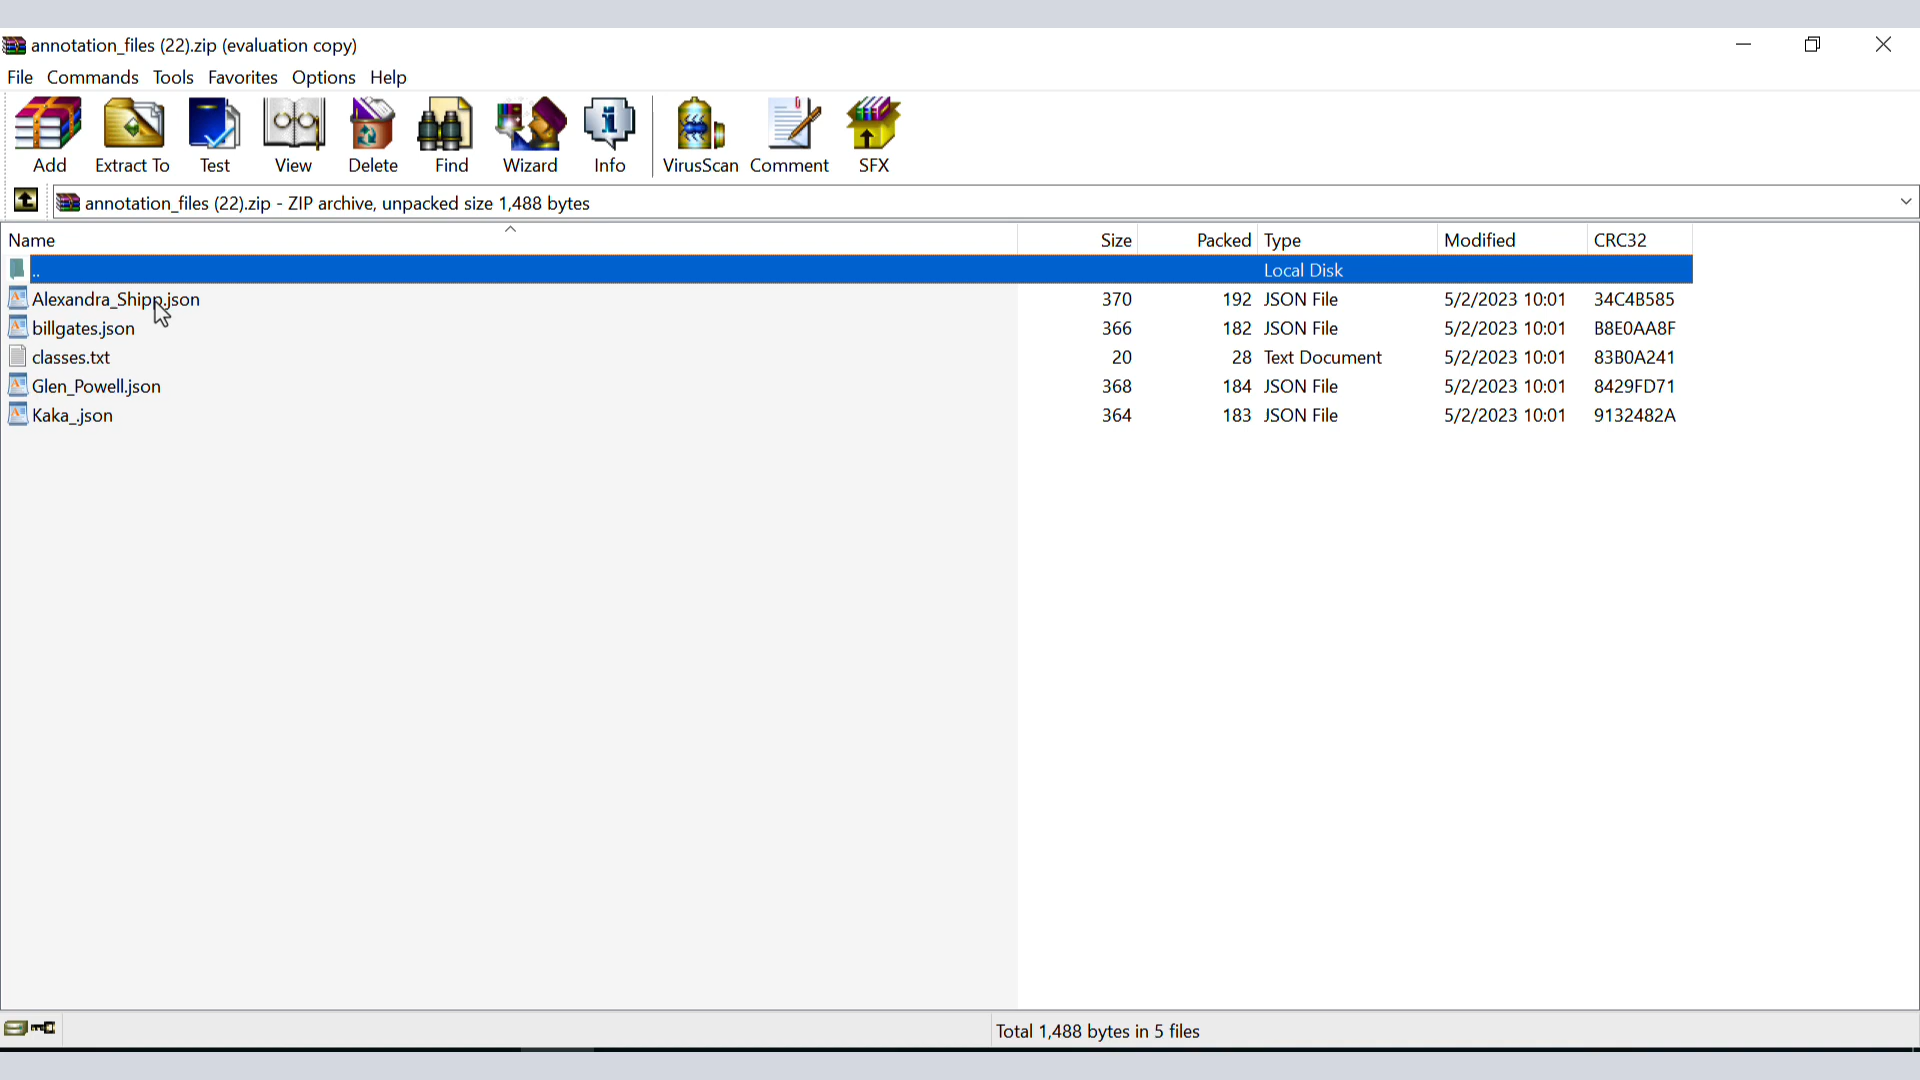 annotation_files (22).zip (evaluation copy)
File Commands Tools Favorites Options Help
Add Extract To Test View Delete Find Wizard Info VirusScan Comment SFX
annotation_files (22).zip - ZIP archive, unpacked size 1,488 bytes
Name Size Packed Type Modified CRC32
.. Local Disk
Alexandra_Shipp.json 370 192 JSON File 5/2/2023 10:01 34C4B585
billgates.json 366 182 JSON File 5/2/2023 10:01 B8E0AA8F
classes.txt 20 28 Text Document 5/2/2023 10:01 83B0A241
Glen_Powell.json 368 184 JSON File 5/2/2023 10:01 8429FD71
Kaka_.json 364 183 JSON File 5/2/2023 10:01 9132482A
Total 1,488 bytes in 5 files